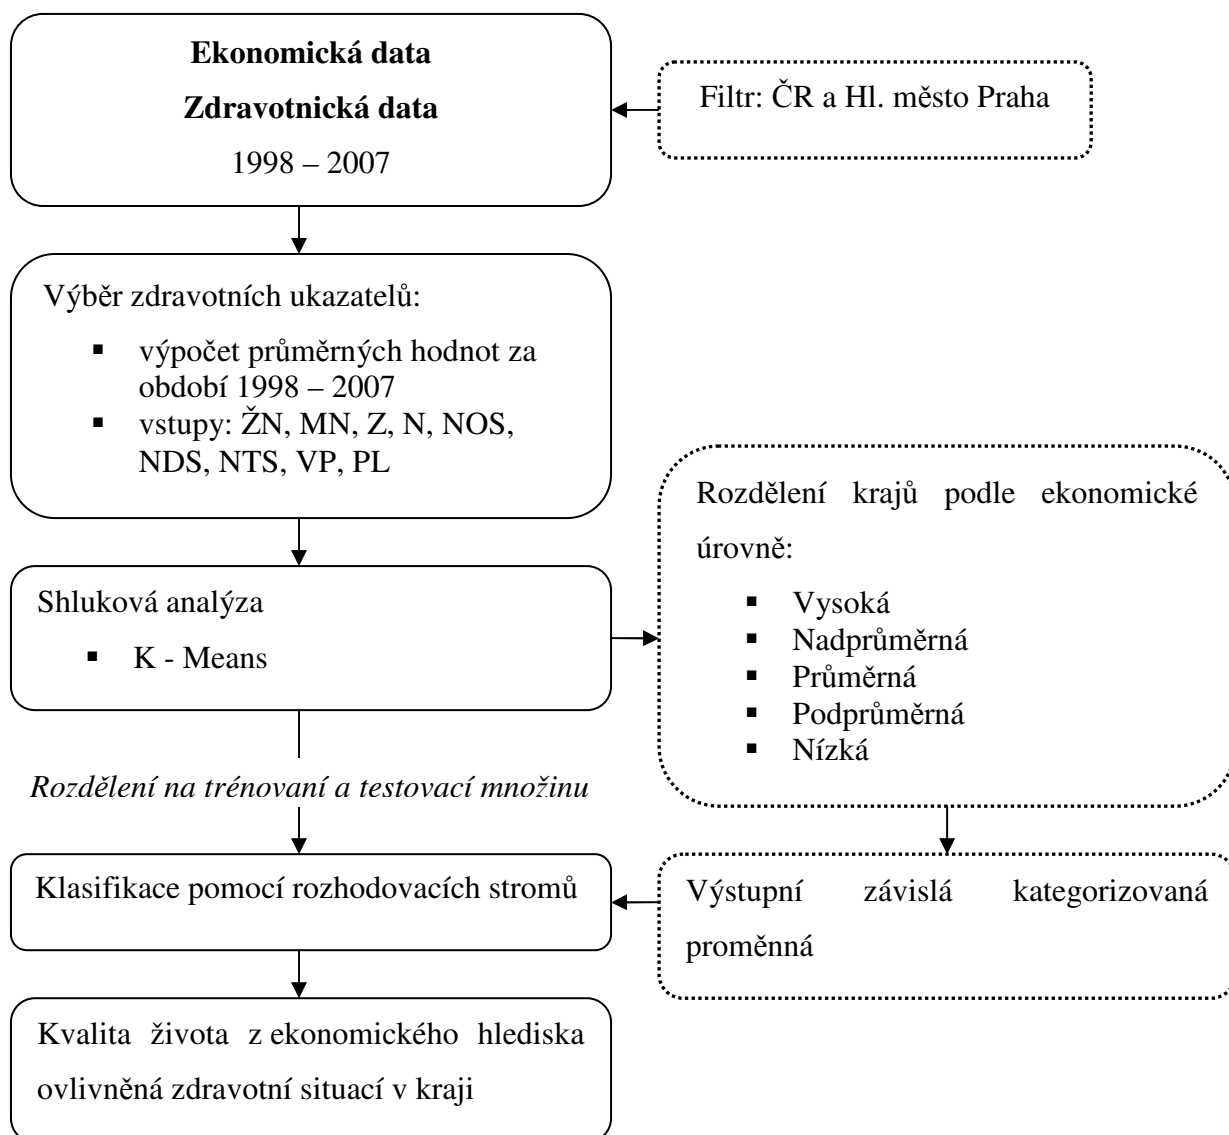 Ekonomická data
Zdravotnická data
1998 – 2007
Filtr: ČR a Hl. město Praha
Výběr zdravotních ukazatelů:
▪ výpočet průměrných hodnot za
období 1998 – 2007
▪ vstupy: ŽN, MN, Z, N, NOS,
NDS, NTS, VP, PL
Shluková analýza
▪ K - Means
Rozdělení krajů podle ekonomické
úrovně:
▪ Vysoká
▪ Nadprůměrná
▪ Průměrná
▪ Podprůměrná
▪ Nízká
Rozdělení na trénovaní a testovací množinu
Klasifikace pomocí rozhodovacích stromů
Výstupní závislá kategorizovaná
proměnná
Kvalita života z ekonomického hlediska
ovlivněná zdravotní situací v kraji